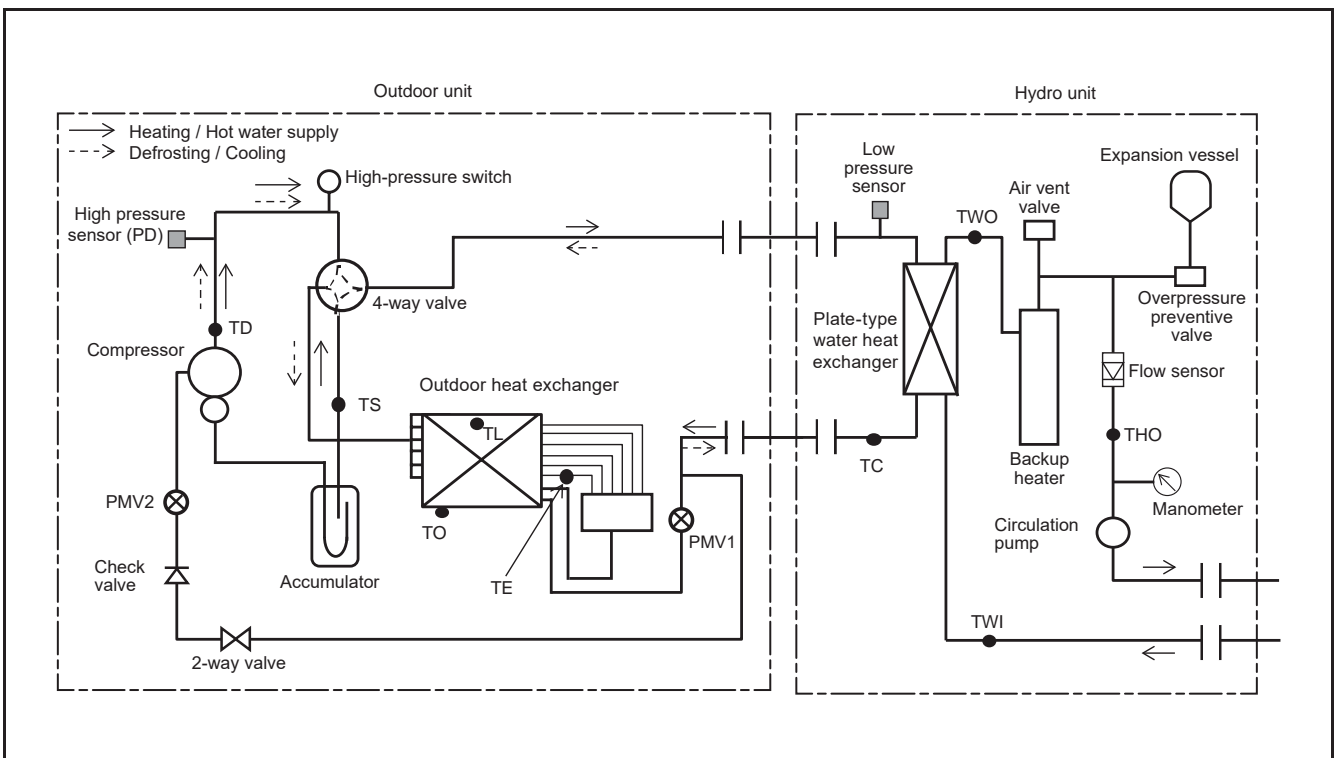 Outdoor unit
Heating / Hot water supply
Defrosting / Cooling
High-pressure switch
High pressure
sensor (PD)
4-way valve
TD
Compressor
TS
Outdoor heat exchanger
TL
PMV2
TO
PMV1
Check
valve
Accumulator
TE
2-way valve
Hydro unit
Low
pressure
sensor
Expansion vessel
Air vent
valve
TWO
Overpressure
preventive
valve
Plate-type
water heat
exchanger
Flow sensor
THO
TC
Backup
heater
Manometer
Circulation
pump
TWI